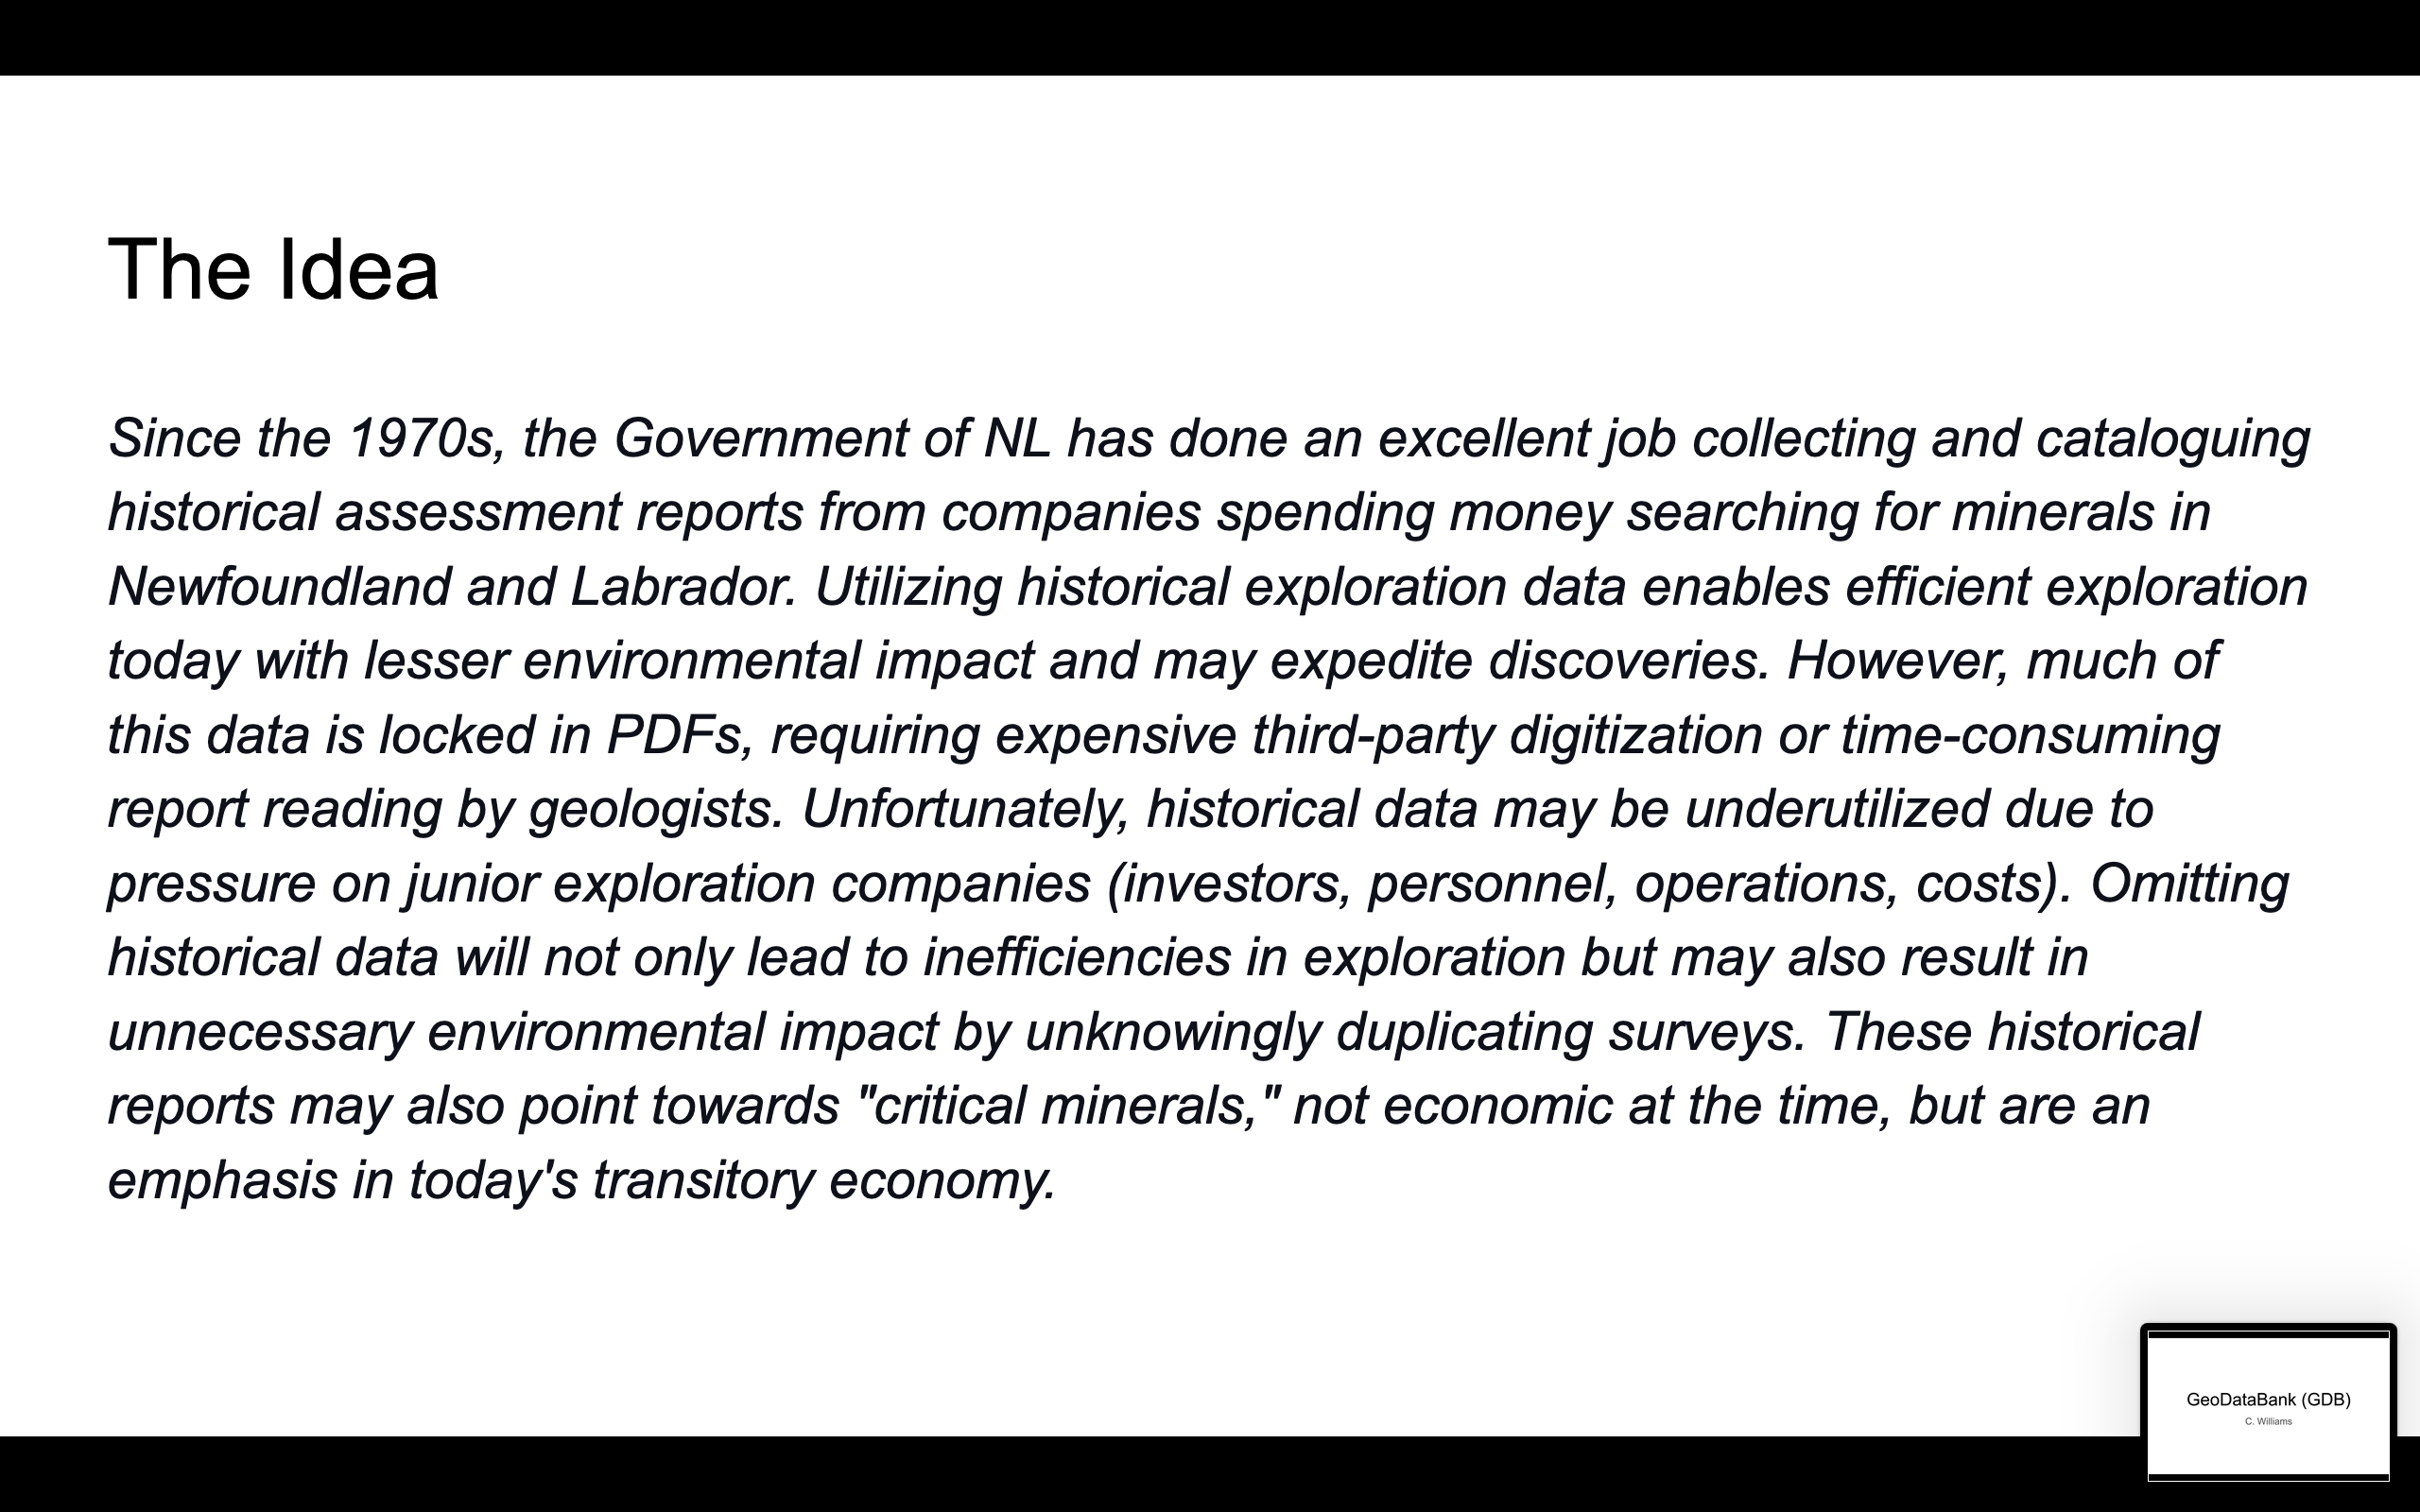 The Idea
Since the 1970s, the Government of NL has done an excellent job collecting and cataloguing
historical assessment reports from companies spending money searching for minerals in
Newfoundland and Labrador. Utilizing historical exploration data enables efficient exploration
today with lesser environmental impact and may expedite discoveries. However, much of
this data is locked in PDFs, requiring expensive third-party digitization or time-consuming
report reading by geologists. Unfortunately, historical data may be underutilized due to
pressure on junior exploration companies (investors, personnel, operations, costs). Omitting
historical data will not only lead to inefficiencies in exploration but may also result in
unnecessary environmental impact by unknowingly duplicating surveys. These historical
reports may also point towards "critical minerals," not economic at the time, but are an
emphasis in today's transitory economy.
GeoDataBank (GDB)
C. Williams